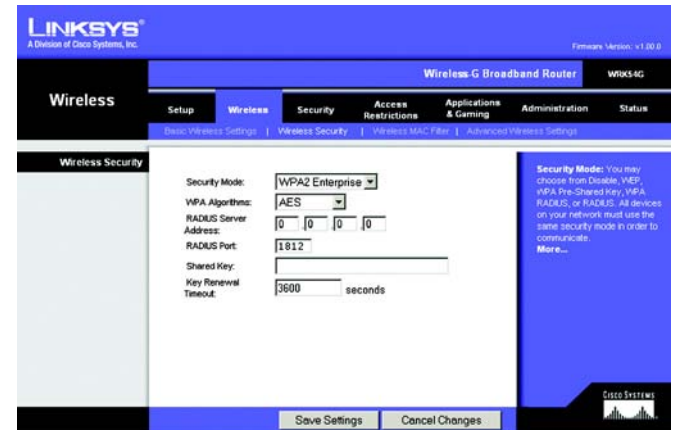 LINKSYS®
A Division of Cisco Systems, Inc.
Firmware Version: v1.00.0
Wireless-G Broadband Router
WRK54G
Wireless
Setup
Wireless
Security
Access Restrictions
Applications & Gaming
Administration
Status
Basic Wireless Settings | Wireless Security | Wireless MAC Filter | Advanced Wireless Settings
Wireless Security
Security Mode: WPA2 Enterprise
WPA Algorithms: AES
RADIUS Server Address: 0 . 0 . 0 . 0
RADIUS Port: 1812
Shared Key:
Key Renewal Timeout: 3600 seconds
Security Mode: You may
choose from Disable, WEP,
WPA Pre-Shared Key, WPA
RADIUS, or RADIUS. All devices
on your network must use the
same security mode in order to
communicate.
More...
Save Settings
Cancel Changes
CISCO SYSTEMS